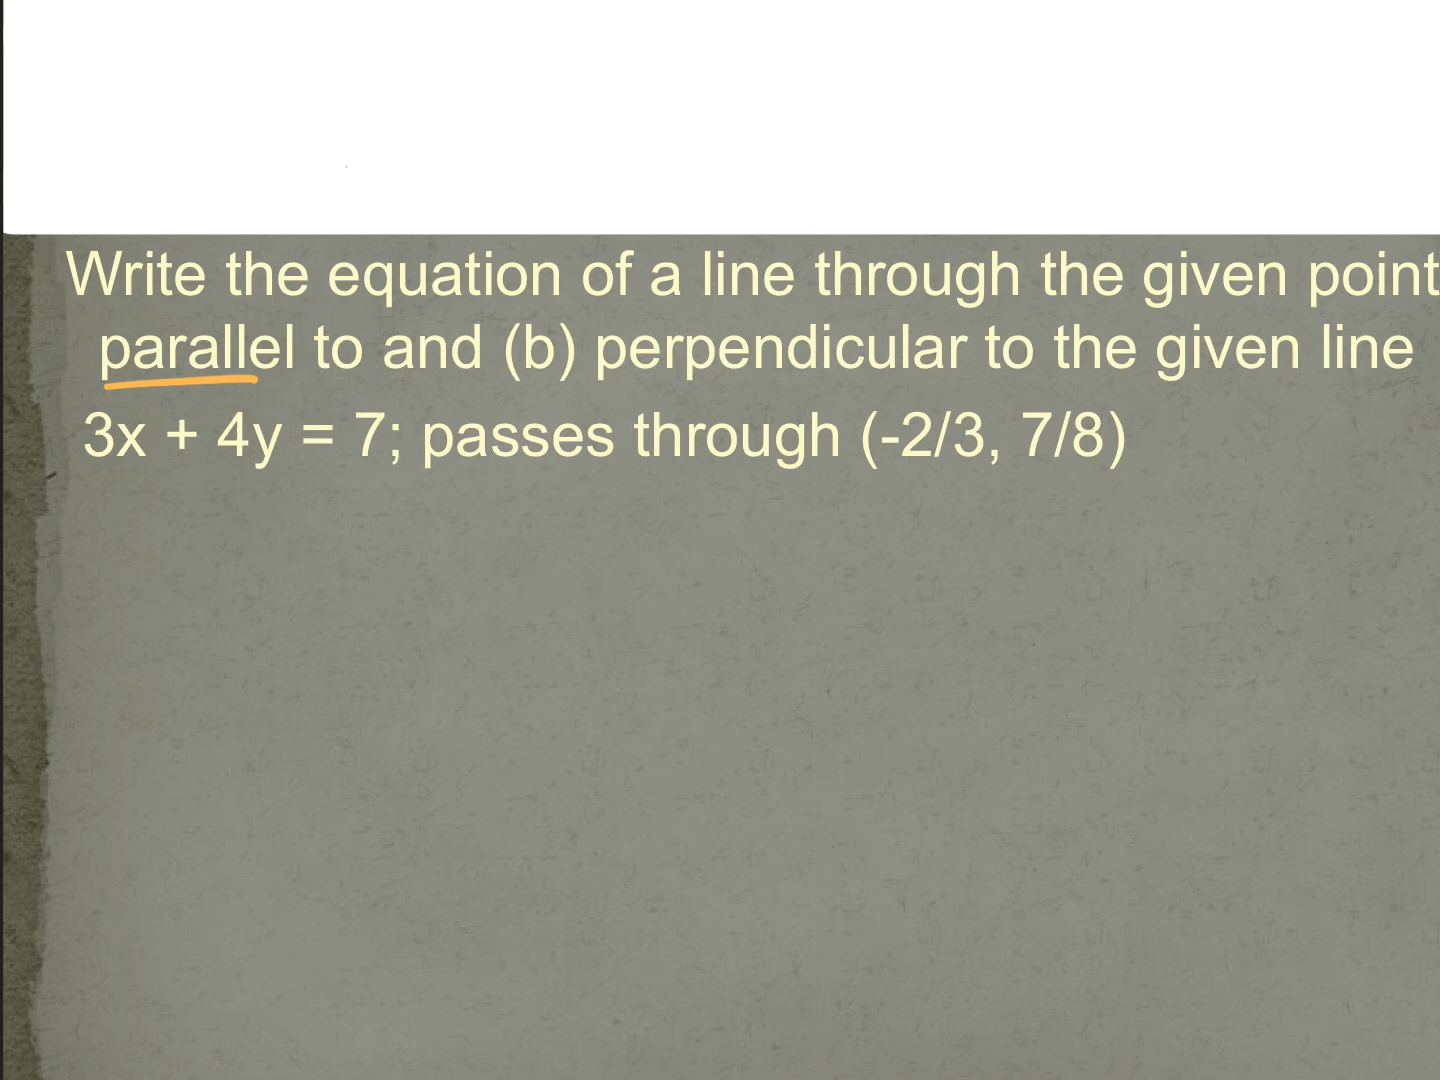 Write the equation of a line through the given point
parallel to and (b) perpendicular to the given line
3x + 4y = 7; passes through (-2/3, 7/8)